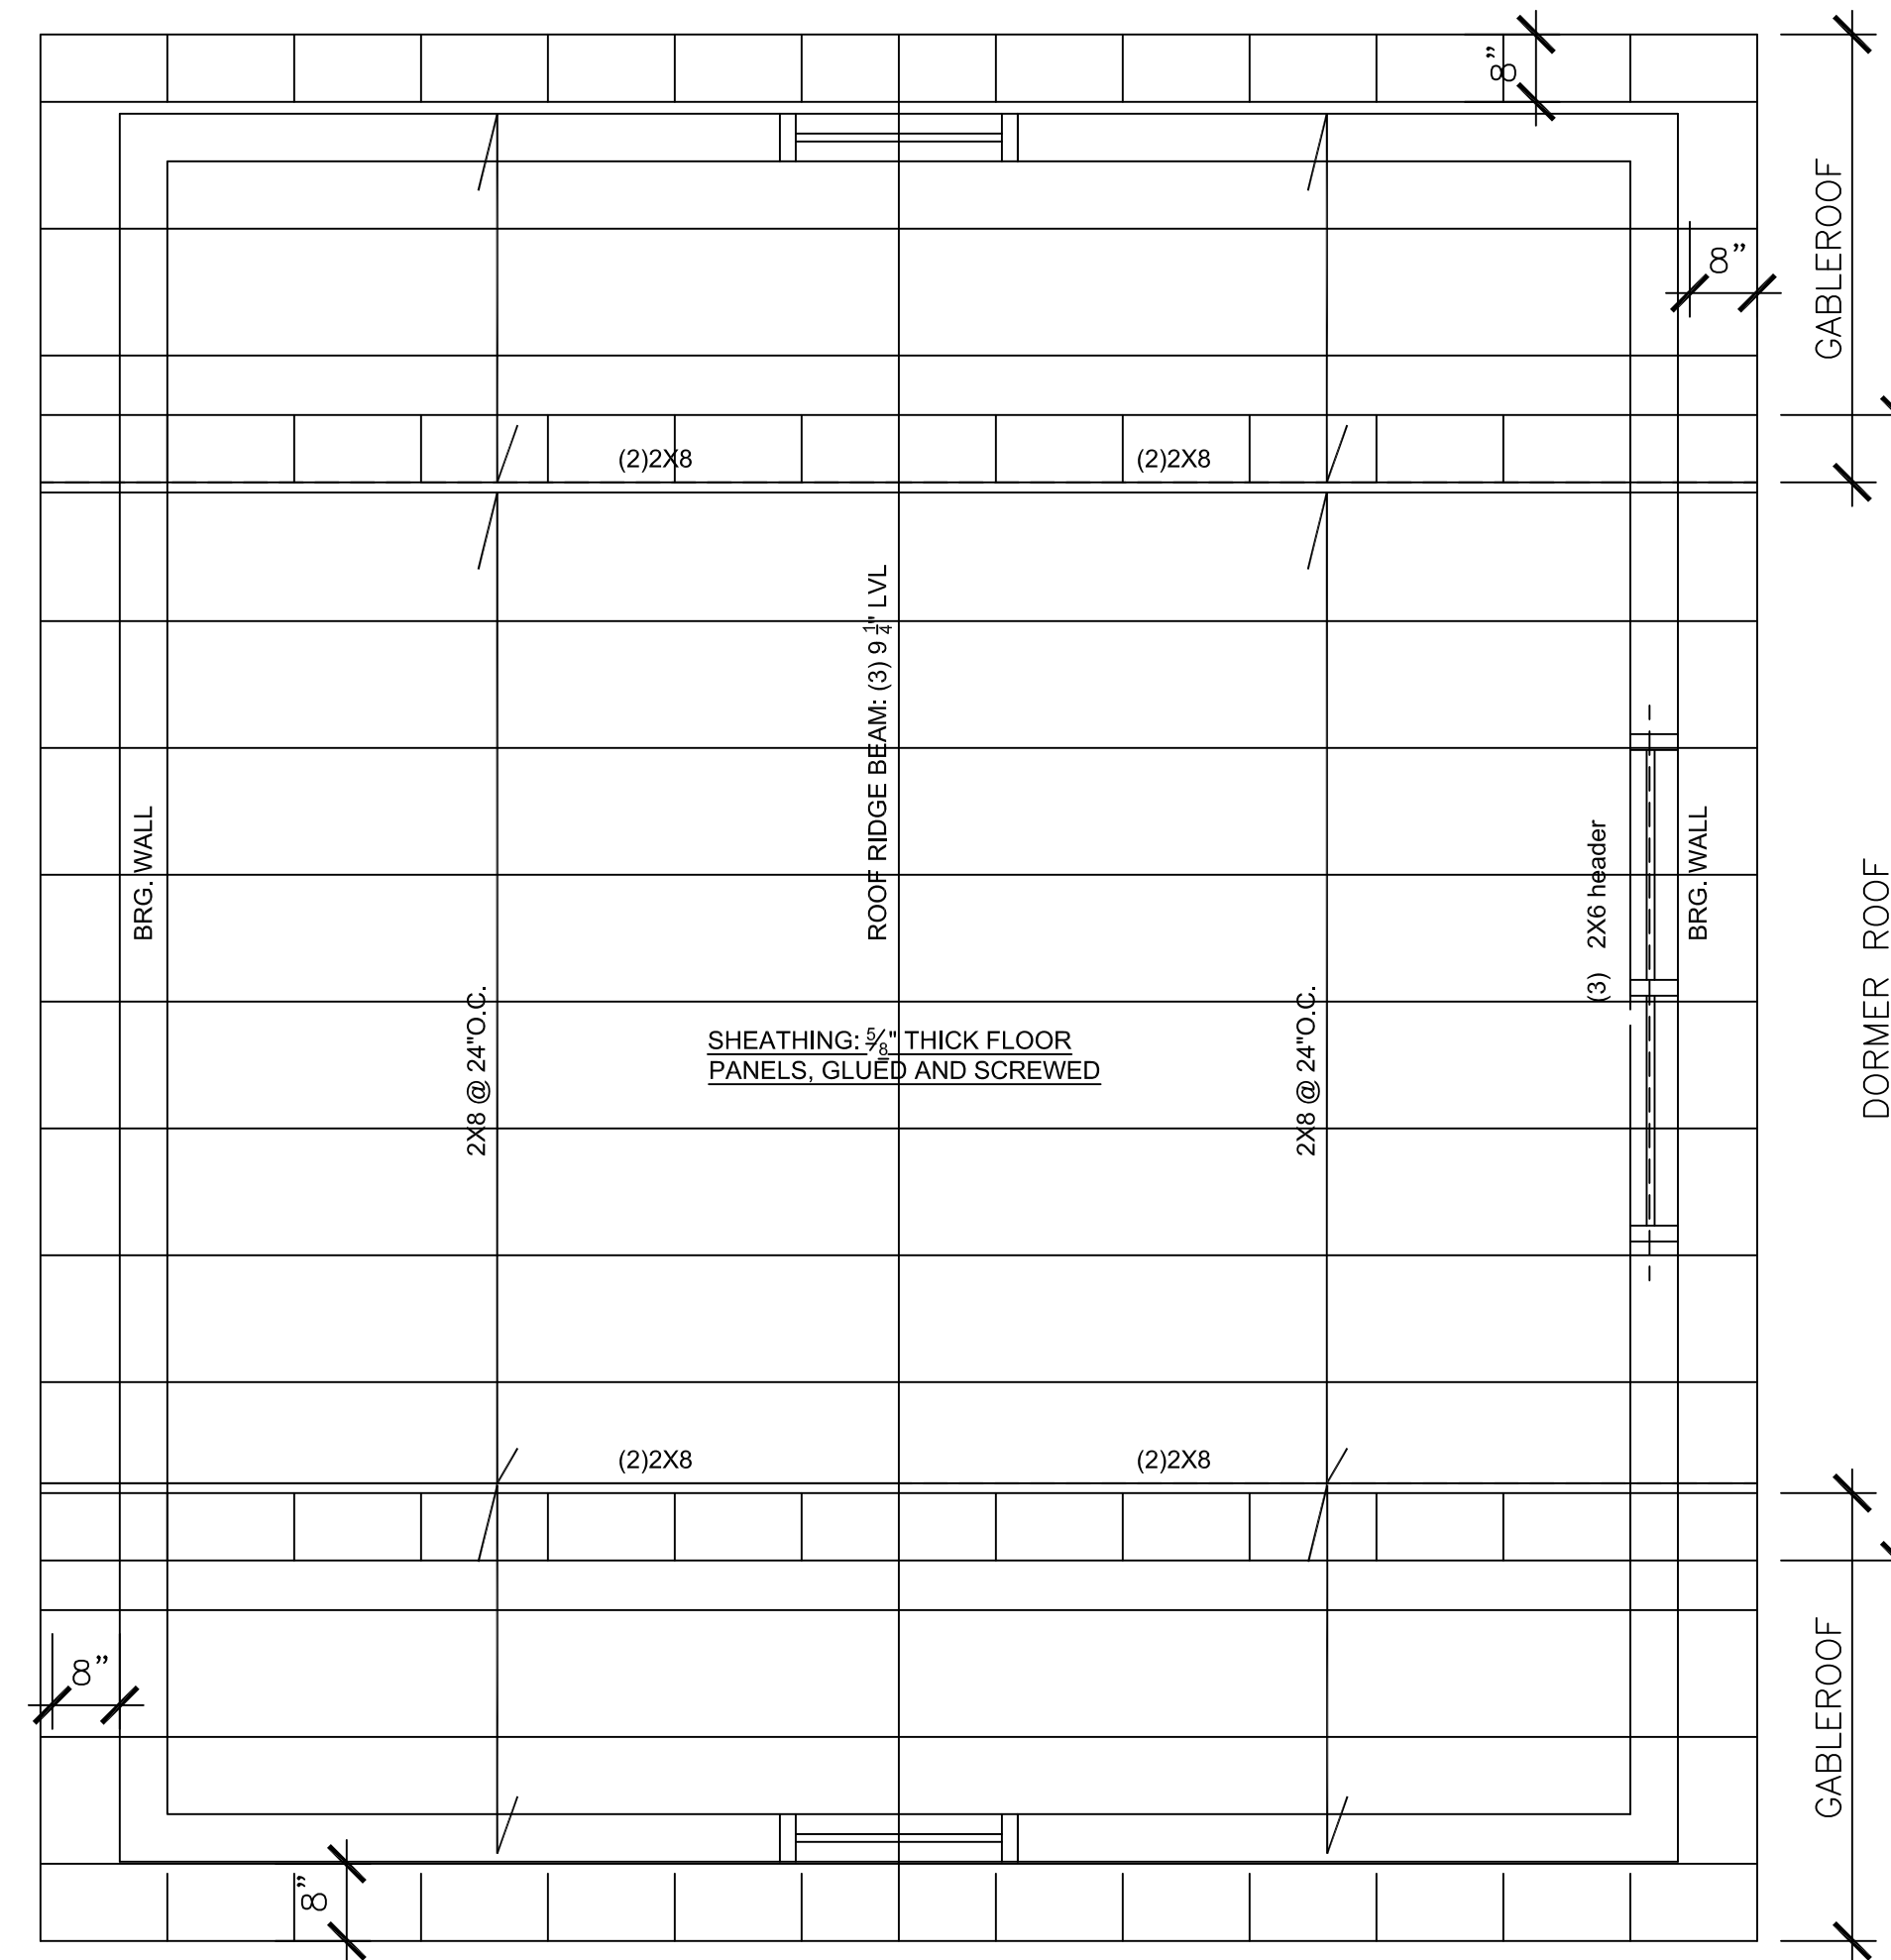 8”
8”
GABLEROOF
(2)2X8
(2)2X8
ROOF RIDGE BEAM: (3) 9 1/4" LVL
BRG. WALL
(3) 2X6 header
BRG. WALL
DORMER ROOF
2X8 @ 24"O.C.
2X8 @ 24"O.C.
SHEATHING: 5/8" THICK FLOOR
PANELS, GLUED AND SCREWED
(2)2X8
(2)2X8
GABLEROOF
8”
8”